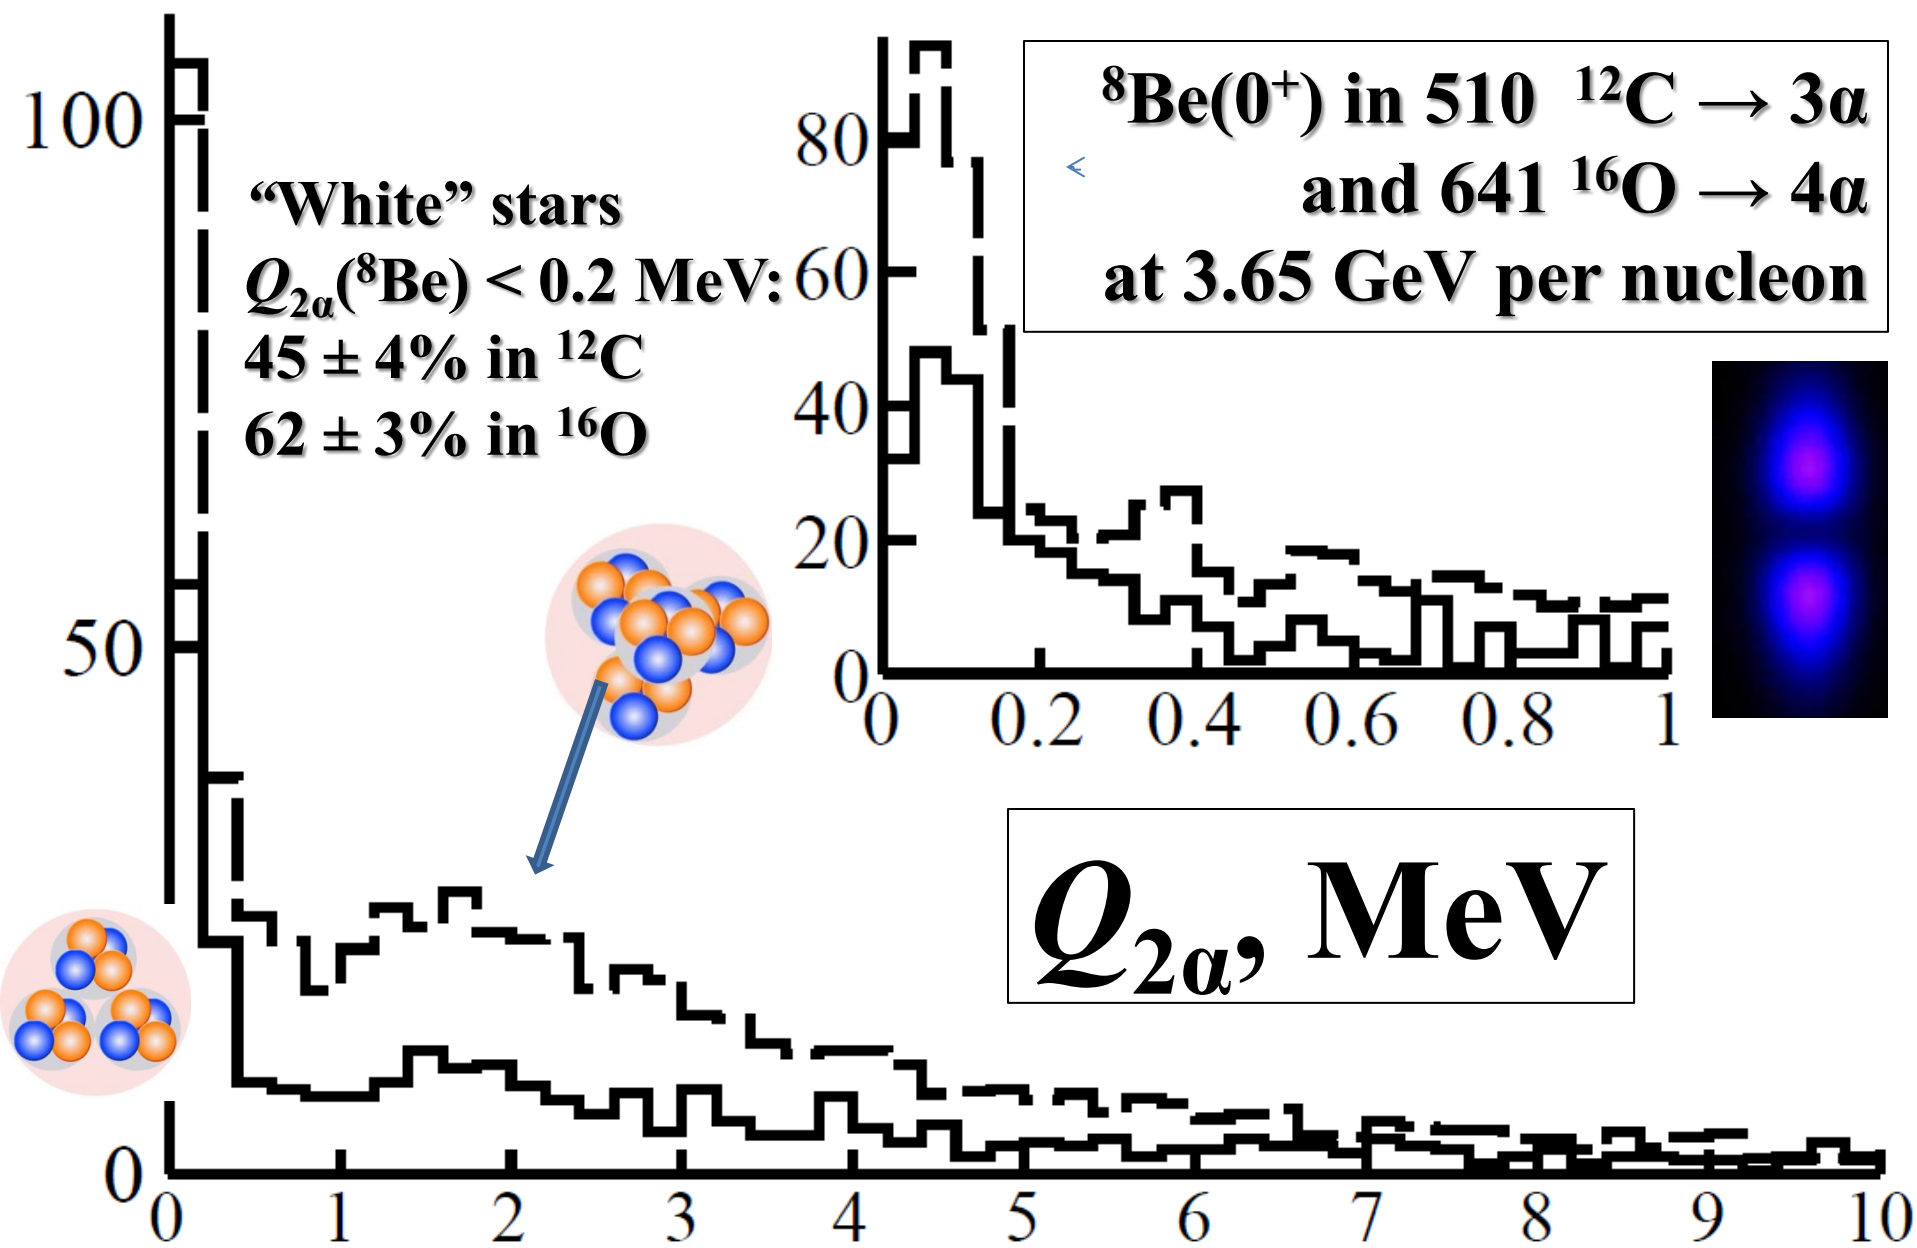 100
50
0
0 1 2 3 4 5 6 7 8 9 10
“White” stars
Q2α(⁸Be) < 0.2 MeV:
45 ± 4% in ¹²C
62 ± 3% in ¹⁶O
80
60
40
20
0
0 0.2 0.4 0.6 0.8 1
⁸Be(0⁺) in 510 ¹²C → 3α
and 641 ¹⁶O → 4α
at 3.65 GeV per nucleon
Q2α, MeV